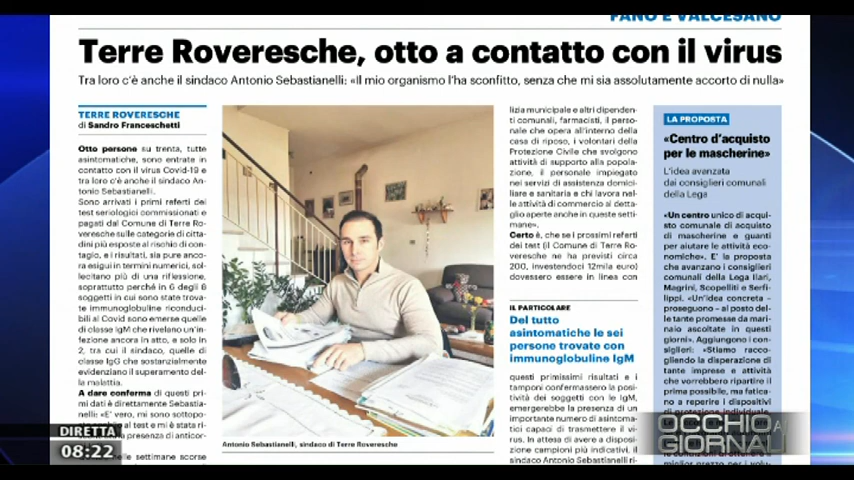 FANO E VALCESANO
Terre Roveresche, otto a contatto con il virus
Tra loro c'è anche il sindaco Antonio Sebastianelli: «Il mio organismo l'ha sconfitto, senza che mi sia assolutamente accorto di nulla»
TERRE ROVERESCHE
di Sandro Franceschetti
Otto persone su trenta, tutte
asintomatiche, sono entrate in
contatto con il virus Covid-19 e
tra loro c'è anche il sindaco An-
tonio Sebastianelli.
Sono arrivati i primi referti dei
test serologici commissionati e
pagati dal Comune di Terre Ro-
veresche sulle categorie di citta-
dini più esposte al rischio di con-
tagio, e i risultati, sia pure anco-
ra esigui in termini numerici, sol-
lecitano più di una riflessione,
soprattutto perché in 6 degli 8
soggetti in cui sono state trova-
te immunoglobuline riconduci-
bili al Covid sono emerse quelle
di classe IgM che rivelano un'in-
fezione ancora in atto, e solo in
2, tra cui il sindaco, quelle di
classe IgG che sostanzialmente
evidenziano il superamento del-
la malattia.
A dare conferma di questi pri-
mi dati è direttamente Sebastia-
nelli: «E' vero, mi sono sottopo-
al test e mi è stata ri-
presenza di anticor-
nelle settimane scorse
Antonio Sebastianelli, sindaco di Terre Roveresche
lizia municipale e altri dipenden-
ti comunali, farmacisti, il perso-
nale che opera all'interno della
casa di riposo, i volontari della
Protezione Civile che svolgono
attività di supporto alla popola-
zione, il personale impiegato
nei servizi di assistenza domici-
liare e sanitaria e chi lavora nel-
le attività di commercio al detta-
glio aperte anche in queste setti-
mane».
Certo è, che se i prossimi referti
dei test (il Comune di Terre Ro-
veresche ne ha previsti circa
200, investendoci 12mila euro)
dovessero essere in linea con
IL PARTICOLARE
Del tutto
asintomatiche le sei
persone trovate con
immunoglobuline IgM
questi primissimi risultati e i
tamponi confermassero la posi-
tività dei soggetti con le IgM,
emergerebbe la presenza di un
importante numero di asintoma-
tici capaci di trasmettere il vi-
rus. In attesa di avere a disposi-
zione campioni più indicativi, il
sindaco Antonio Sebastianelli ri-
LA PROPOSTA
«Centro d'acquisto
per le mascherine»
L'idea avanzata
dai consiglieri comunali
della Lega
«Un centro unico di acqui-
sto comunale di acquisto
di mascherine e guanti
per aiutare le attività eco-
nomiche». E' la proposta
che avanzano i consiglieri
comunali della Lega Ilari,
Magrini, Scopelliti e Serfi-
lippi. «Un'idea concreta –
proseguono – al posto del-
le tante promesse da mari-
naio ascoltate in questi
giorni». Aggiungono i con-
siglieri: «Stiamo racco-
gliendo la disperazione di
tante imprese e attività
che vorrebbero ripartire il
prima possibile, ma fatica-
no a reperire i dispositivi
di protezione individuale.
OCCHIO AI
GIORNALI
DIRETTA
08:22